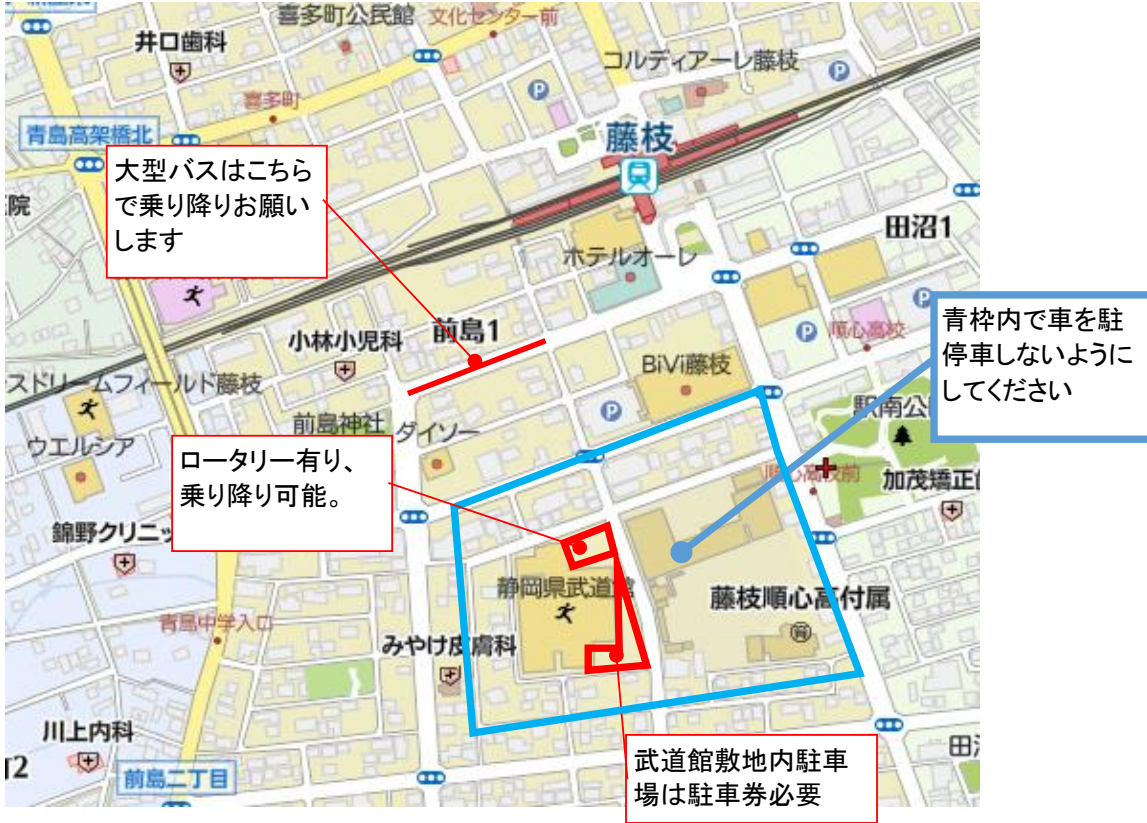 喜多町公民館
文化センター前
井口歯科
コルディアーレ藤枝
喜多町
青島高架橋北
藤枝
大型バスはこちら
で乗り降りお願い
します
院
田沼1
ホテルオーレ
前島1
小林小児科
順心高校
青枠内で車を駐
停車しないように
してください
BiVi藤枝
スドリームフィールド藤枝
駅南公
前島神社
ダイソー
ウエルシア
ロータリー有り、
乗り降り可能。
順心高校前
加茂矯正
錦野クリニッ
静岡県武道館
藤枝順心高付属
青島中学入口
みやけ皮膚科
川上内科
武道館敷地内駐車
場は駐車券必要
田沼
12
前島二丁目